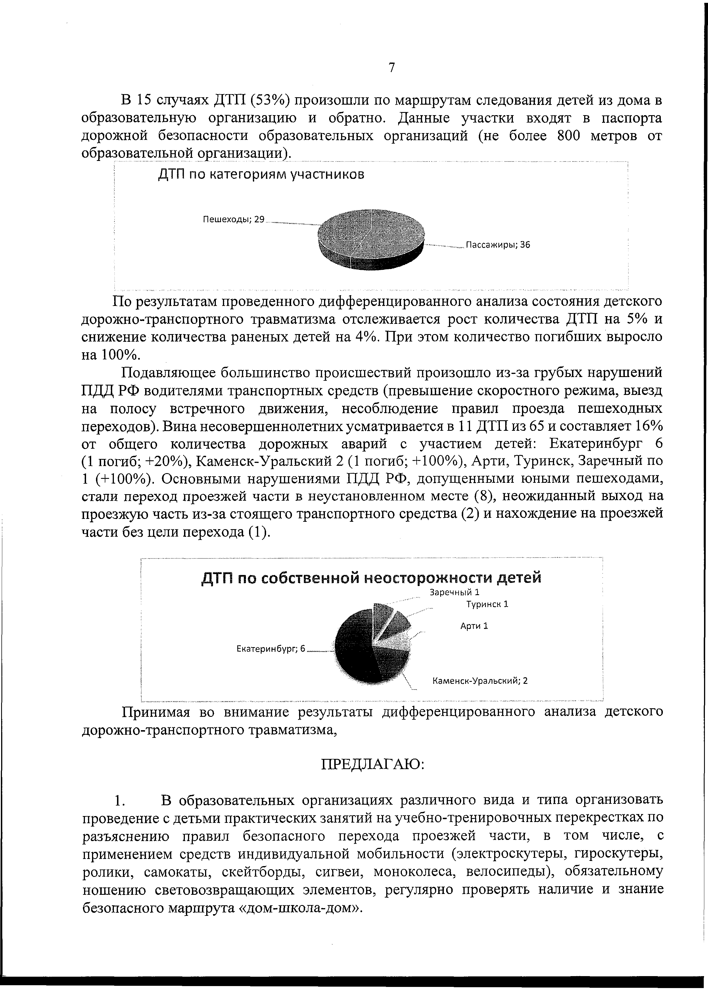 7
В 15 случаях ДТП (53%) произошли по маршрутам следования детей из дома в
образовательную организацию и обратно. Данные участки входят в паспорта
дорожной безопасности образовательных организаций (не более 800 метров от
образовательной организации).
ДТП по категориям участников
Пешеходы; 29
Пассажиры; 36
По результатам проведенного дифференцированного анализа состояния детского
дорожно-транспортного травматизма отслеживается рост количества ДТП на 5% и
снижение количества раненых детей на 4%. При этом количество погибших выросло
на 100%.
Подавляющее большинство происшествий произошло из-за грубых нарушений
ПДД РФ водителями транспортных средств (превышение скоростного режима, выезд
на полосу встречного движения, несоблюдение правил проезда пешеходных
переходов). Вина несовершеннолетних усматривается в 11 ДТП из 65 и составляет 16%
от общего количества дорожных аварий с участием детей: Екатеринбург 6
(1 погиб; +20%), Каменск-Уральский 2 (1 погиб; +100%), Арти, Туринск, Заречный по
1 (+100%). Основными нарушениями ПДД РФ, допущенными юными пешеходами,
стали переход проезжей части в неустановленном месте (8), неожиданный выход на
проезжую часть из-за стоящего транспортного средства (2) и нахождение на проезжей
части без цели перехода (1).
ДТП по собственной неосторожности детей
Заречный 1
Туринск 1
Арти 1
Екатеринбург; 6
Каменск-Уральский; 2
Принимая во внимание результаты дифференцированного анализа детского
дорожно-транспортного травматизма,
ПРЕДЛАГАЮ:
1. В образовательных организациях различного вида и типа организовать
проведение с детьми практических занятий на учебно-тренировочных перекрестках по
разъяснению правил безопасного перехода проезжей части, в том числе, с
применением средств индивидуальной мобильности (электроскутеры, гироскутеры,
ролики, самокаты, скейтборды, сигвеи, моноколеса, велосипеды), обязательному
ношению световозвращающих элементов, регулярно проверять наличие и знание
безопасного маршрута «дом-школа-дом».